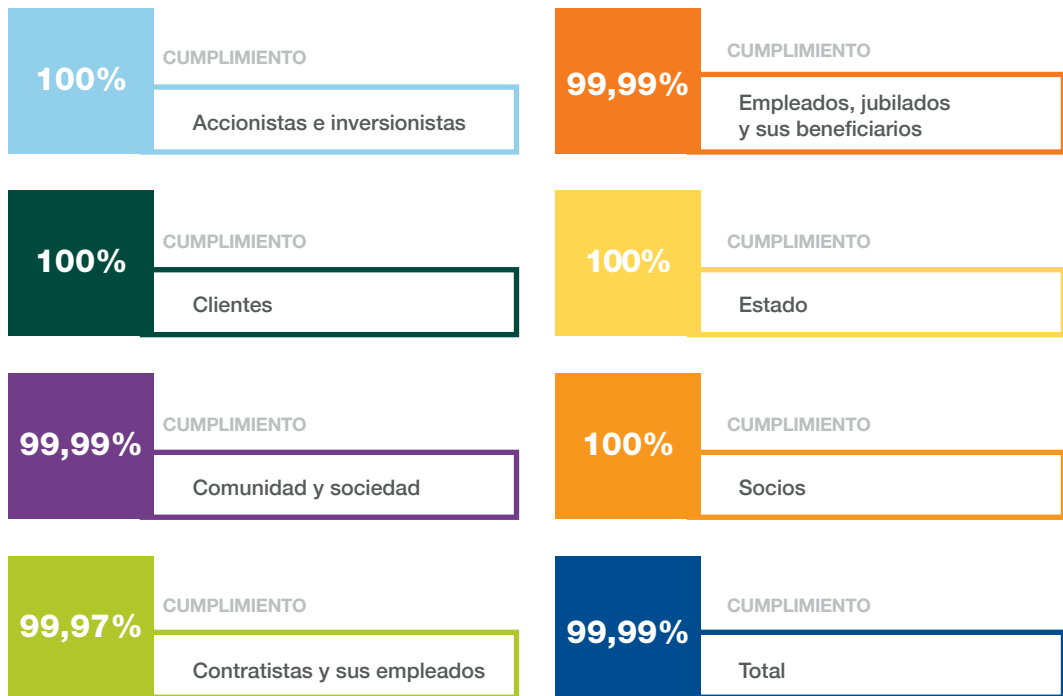 100%
CUMPLIMIENTO
Accionistas e inversionistas
99,99%
CUMPLIMIENTO
Empleados, jubilados
y sus beneficiarios
100%
CUMPLIMIENTO
Clientes
100%
CUMPLIMIENTO
Estado
99,99%
CUMPLIMIENTO
Comunidad y sociedad
100%
CUMPLIMIENTO
Socios
99,97%
CUMPLIMIENTO
Contratistas y sus empleados
99,99%
CUMPLIMIENTO
Total